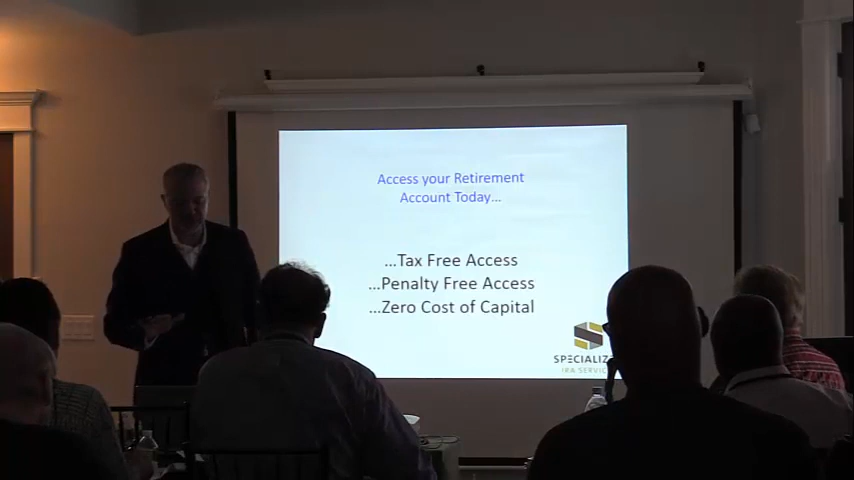 Access your Retirement
Account Today...
...Tax Free Access
...Penalty Free Access
...Zero Cost of Capital